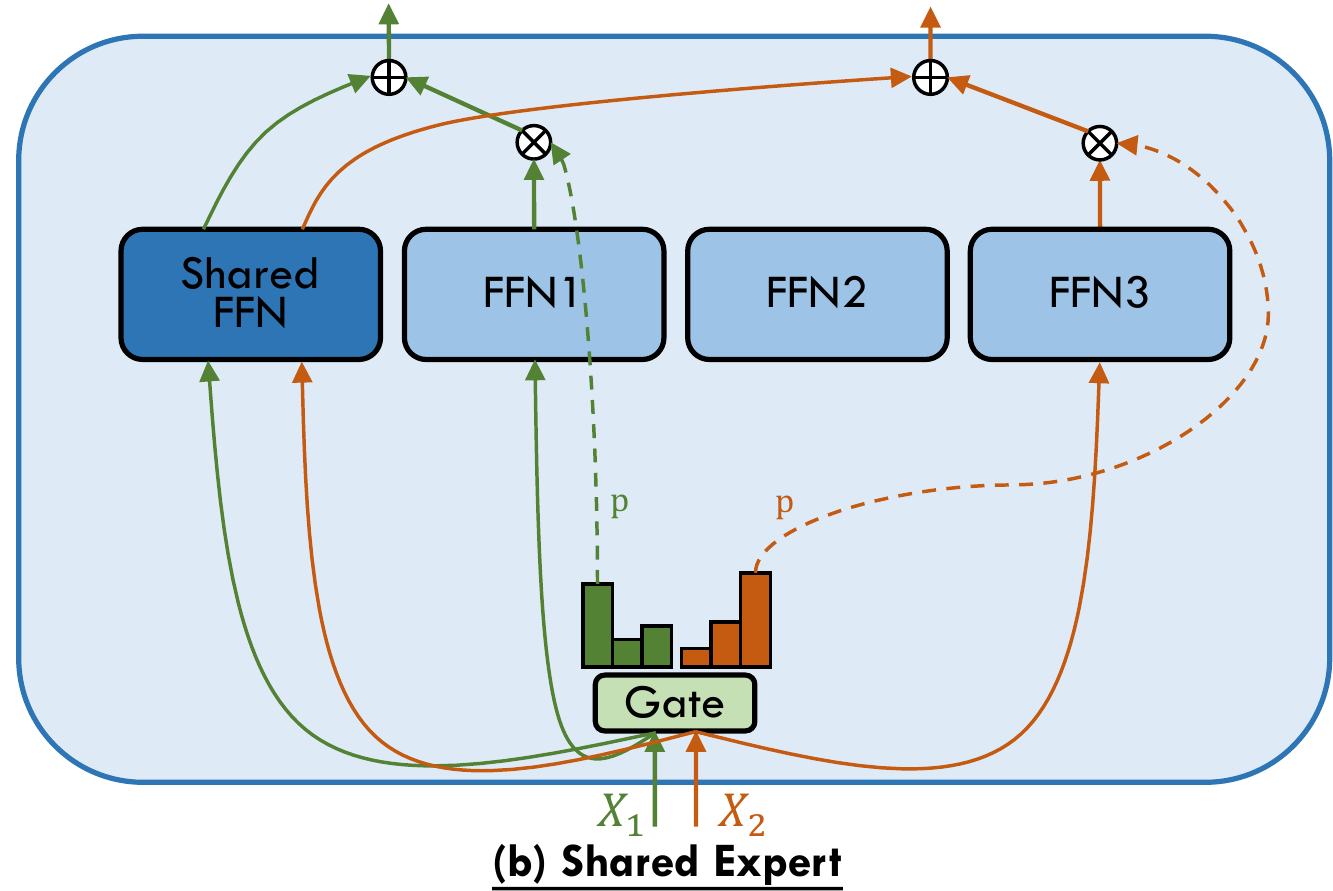 Shared
FFN
FFN1
FFN2
FFN3
p
p
Gate
X₁
X₂
(b) Shared Expert